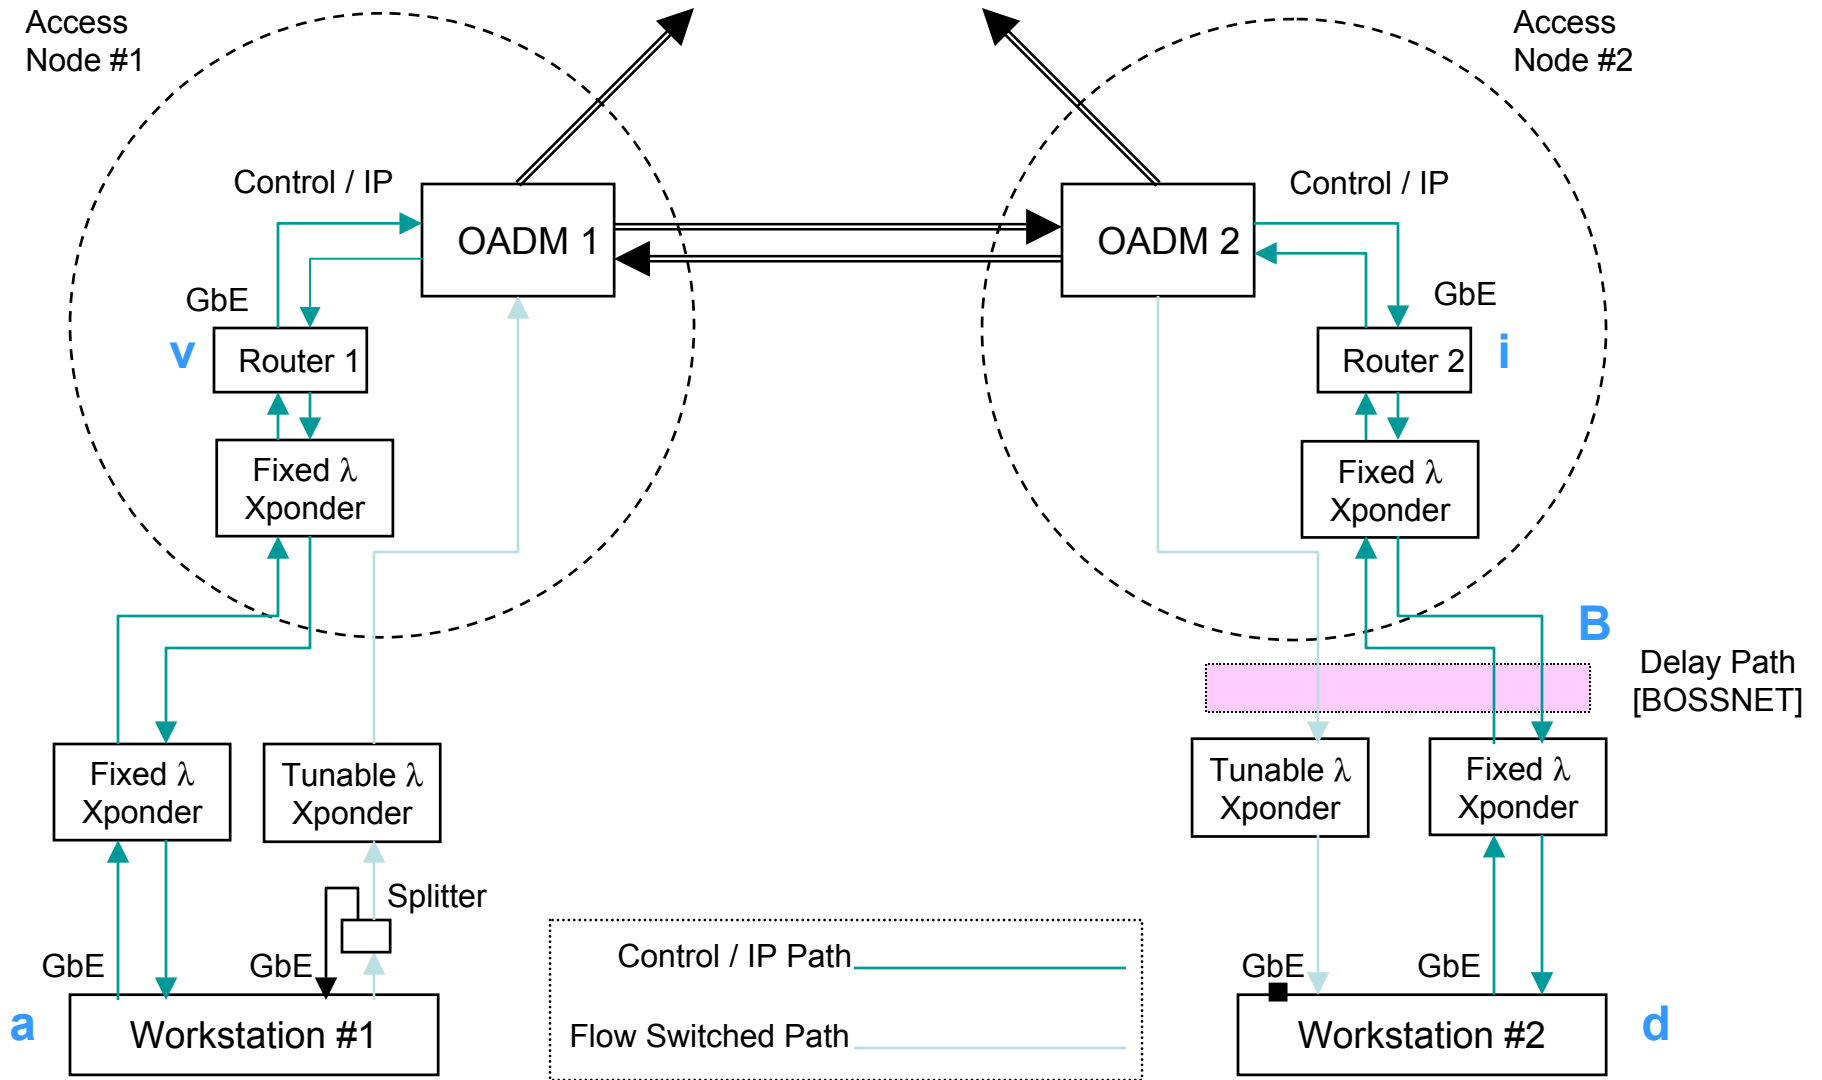 Access
Node #1
Access
Node #2
Control / IP
Control / IP
OADM 1
OADM 2
GbE
GbE
v
Router 1
Router 2
i
Fixed λ
Xponder
Fixed λ
Xponder
B
Delay Path
[BOSSNET]
Fixed λ
Xponder
Tunable λ
Xponder
Tunable λ
Xponder
Fixed λ
Xponder
Splitter
GbE
GbE
GbE
GbE
Control / IP Path
Flow Switched Path
a
Workstation #1
Workstation #2
d